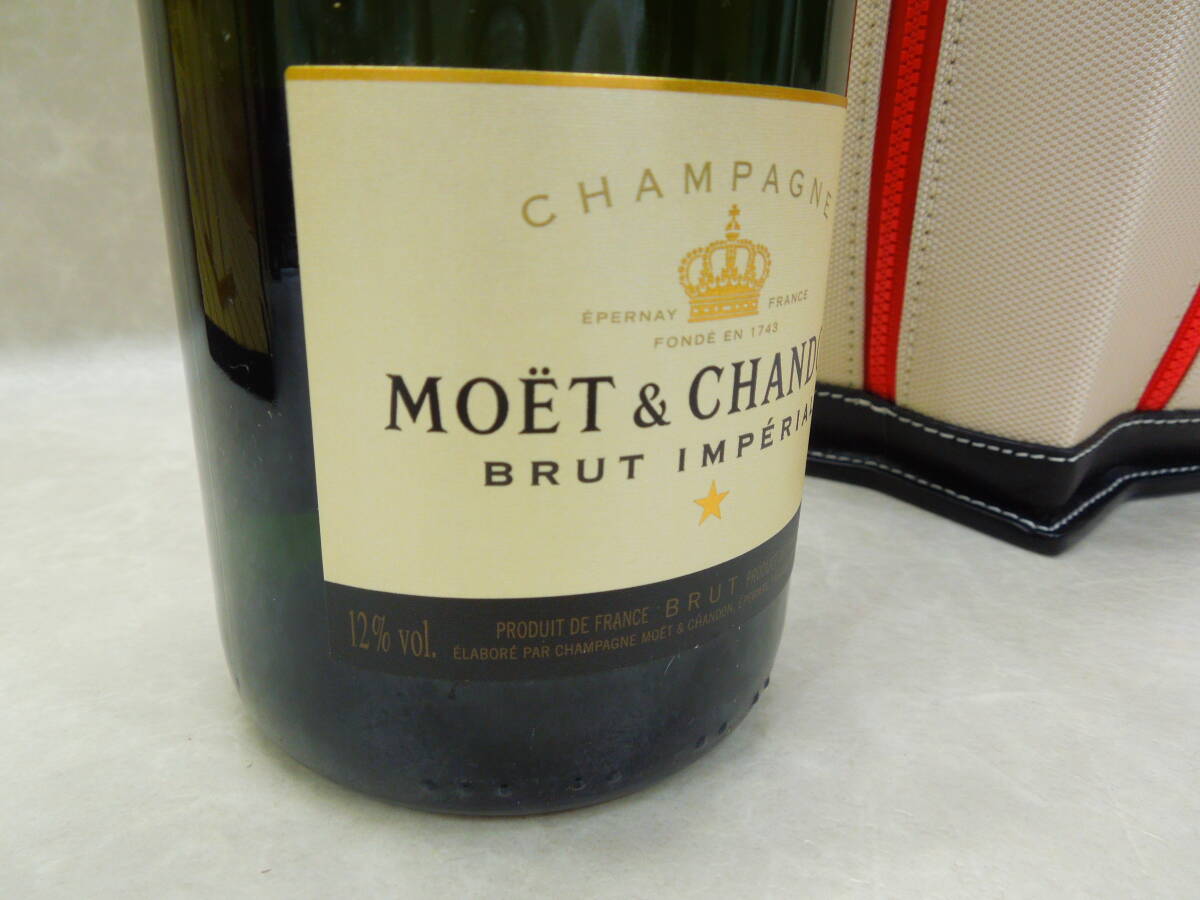 CHAMPAGNE
ÉPERNAY FRANCE
FONDÉ EN 1743
MOËT & CHANDO
BRUT IMPÉRIAL
12% vol. PRODUIT DE FRANCE BRUT
ÉLABORÉ PAR CHAMPAGNE MOËT & CHANDON,